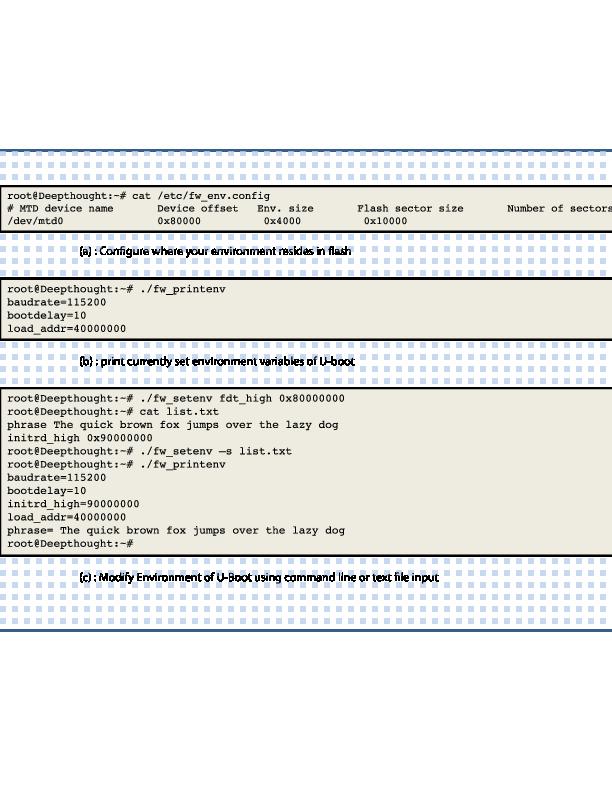 root@Deepthought:~# cat /etc/fw_env.config
# MTD device name Device offset Env. size Flash sector size Number of sectors
/dev/mtd0 0x80000 0x4000 0x10000
(a) : Configure where your environment resides in flash
root@Deepthought:~# ./fw_printenv
baudrate=115200
bootdelay=10
load_addr=40000000
(b) : print currently set environment variables of U-boot
root@Deepthought:~# ./fw_setenv fdt_high 0x80000000
root@Deepthought:~# cat list.txt
phrase The quick brown fox jumps over the lazy dog
initrd_high 0x90000000
root@Deepthought:~# ./fw_setenv –s list.txt
root@Deepthought:~# ./fw_printenv
baudrate=115200
bootdelay=10
initrd_high=90000000
load_addr=40000000
phrase= The quick brown fox jumps over the lazy dog
root@Deepthought:~#
(c) : Modify Environment of U-Boot using command line or text file input